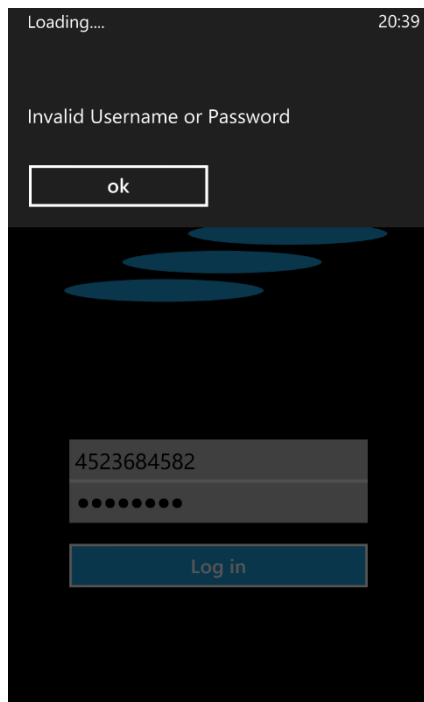 Loading....
20:39
Invalid Username or Password
ok
4523684582
●●●●●●●●
Log in